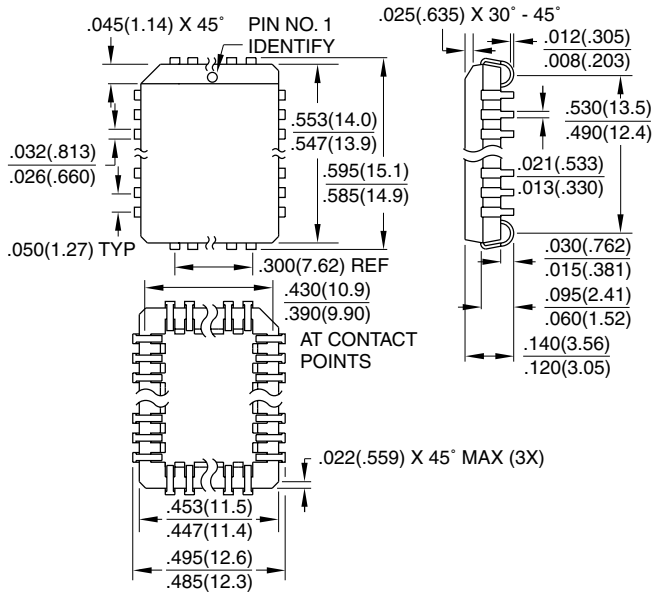 .045(1.14) X 45°
PIN NO. 1
IDENTIFY
.025(.635) X 30° - 45°
.012(.305)
.008(.203)
.553(14.0)
.547(13.9)
.595(15.1)
.585(14.9)
.530(13.5)
.490(12.4)
.032(.813)
.026(.660)
.021(.533)
.013(.330)
.050(1.27) TYP
.300(7.62) REF
.030(.762)
.015(.381)
.430(10.9)
.390(9.90)
AT CONTACT
POINTS
.095(2.41)
.060(1.52)
.140(3.56)
.120(3.05)
.022(.559) X 45° MAX (3X)
.453(11.5)
.447(11.4)
.495(12.6)
.485(12.3)